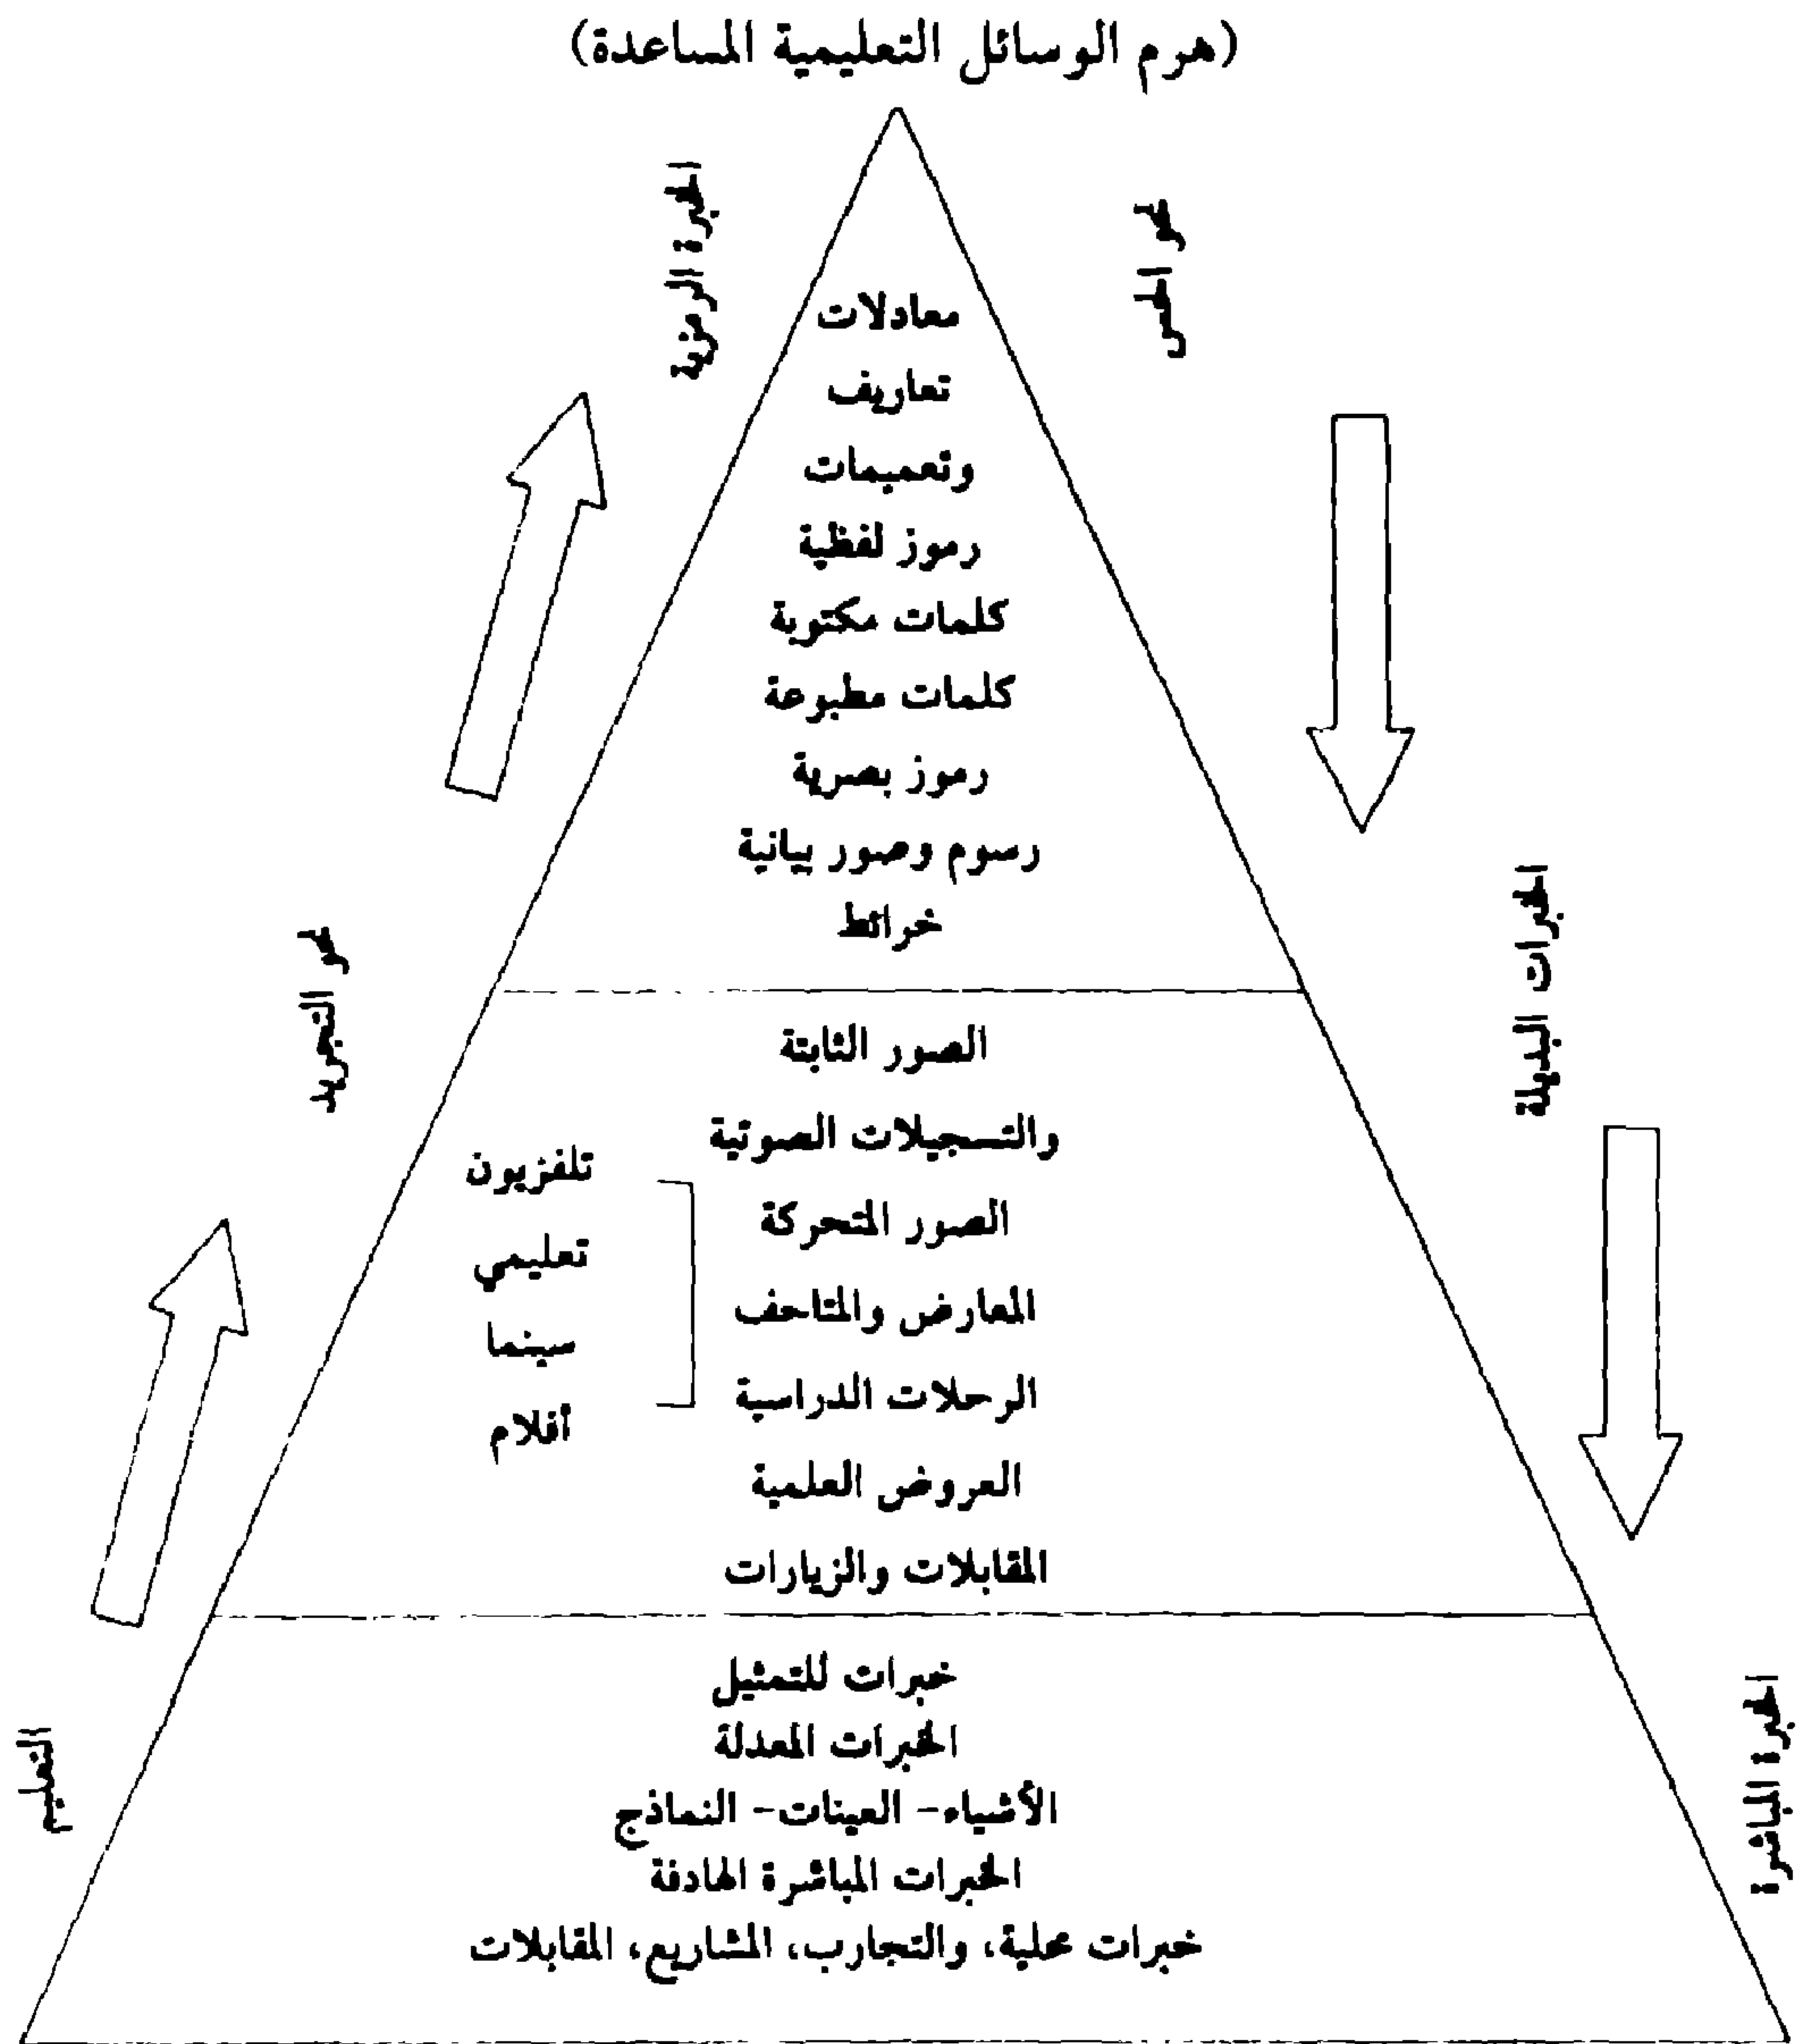 (هرم الوسائل التعليمية المساعدة)
الخبرة الرمزية
نحو الحس
معادلات
تعاريف
وتعميمات
رموز لفظية
كلمات مكتوبة
كلمات مطبوعة
رموز بصرية
رسوم وصور بيانية
خرائط
نحو التجريد
الخبرات البديلة
الصور الثابتة
والتسجيلات الصوتية
الصور المتحركة
المعارض والمتاحف
الرحلات الدراسية
العروض العلمية
المقابلات والزيارات
تلفزيون
تعليمي
سينما
أفلام
خبرات للتمثيل
الخبرات المعدلة
الأشياء- العينات- النماذج
الخبرات المباشرة الهادفة
خبرات محلية، والتجارب، المشاريع، المقابلات
الخبرة المباشرة